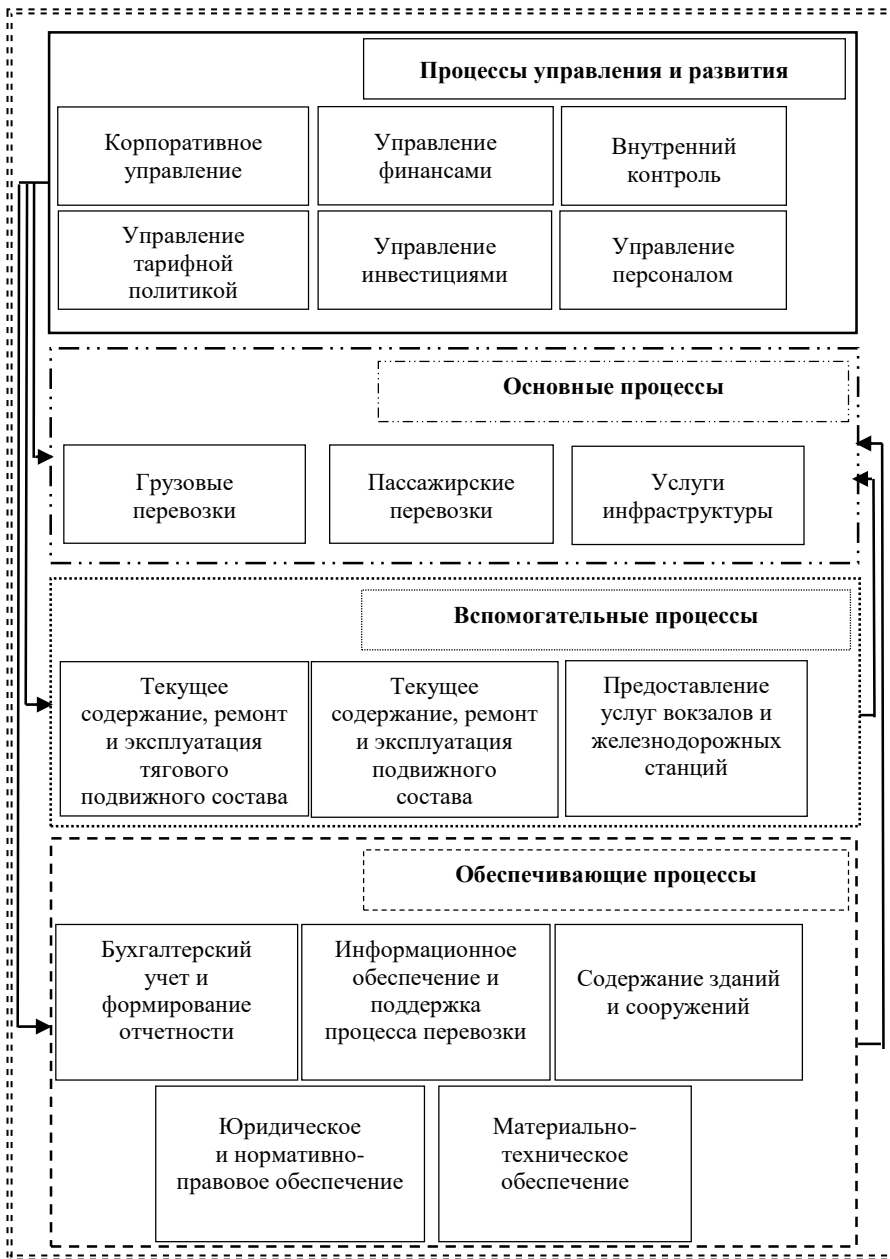 Процессы управления и развития
Корпоративное
управление
Управление
финансами
Внутренний
контроль
Управление
тарифной
политикой
Управление
инвестициями
Управление
персоналом
Основные процессы
Грузовые
перевозки
Пассажирские
перевозки
Услуги
инфраструктуры
Вспомогательные процессы
Текущее
содержание, ремонт
и эксплуатация
тягового
подвижного состава
Текущее
содержание, ремонт
и эксплуатация
подвижного
состава
Предоставление
услуг вокзалов и
железнодорожных
станций
Обеспечивающие процессы
Бухгалтерский
учет и
формирование
отчетности
Информационное
обеспечение и
поддержка
процесса перевозки
Содержание зданий
и сооружений
Юридическое
и нормативно-
правовое обеспечение
Материально-
техническое
обеспечение